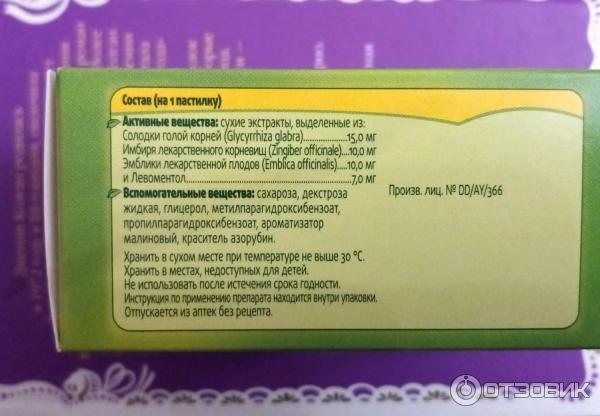 Состав (на 1 пастилку)
Активные вещества: сухие экстракты, выделенные из:
Солодки голой корней (Glycyrrhiza glabra)....................15,0 мг
Имбиря лекарственного корневищ (Zingiber officinale)....10,0 мг
Эмблики лекарственной плодов (Emblica officinalis)....10,0 мг
и Левоментол....................7,0 мг
Вспомогательные вещества: сахароза, декстроза
жидкая, глицерол, метилпарагидроксибензоат,
пропилпарагидроксибензоат, ароматизатор
малиновый, краситель азорубин.
Хранить в сухом месте при температуре не выше 30 °C.
Хранить в местах, недоступных для детей.
Не использовать после истечения срока годности.
Инструкция по применению препарата находится внутри упаковки.
Отпускается из аптек без рецепта.
Произв. лиц. № DD/AY/366
ОТЗОВИК